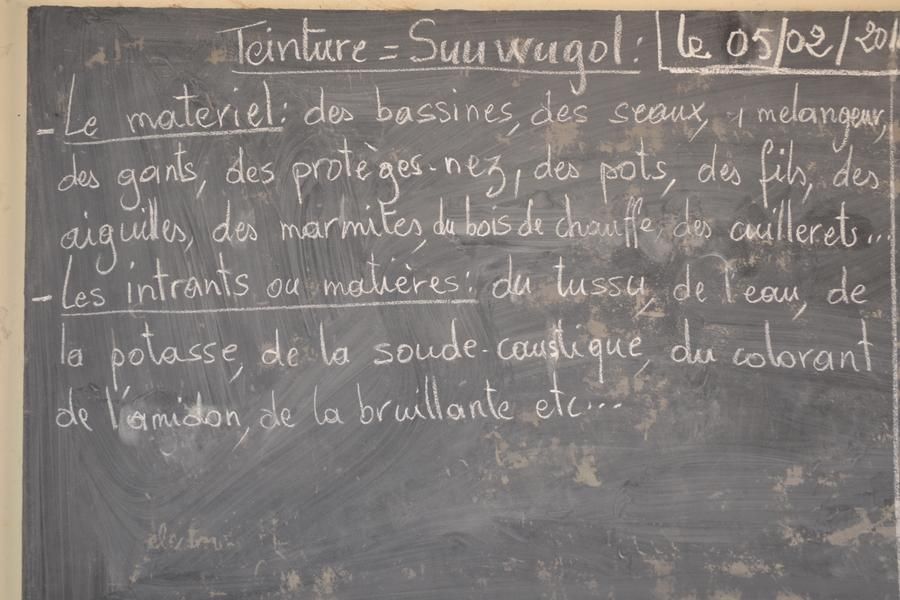 Teinture = Suuwugol : le 05/02/201
- Le materiel : des bassines, des seaux, 1 melangeur,
des gants, des protèges-nez, des pots, des fils, des
aiguilles, des marmites, du bois de chauffe, des cuillerets...
- Les intrants ou matières : du tussu, de l'eau, de
la potasse, de la soude-caustique, du colorant
de l'amidon, de la bruillante etc...